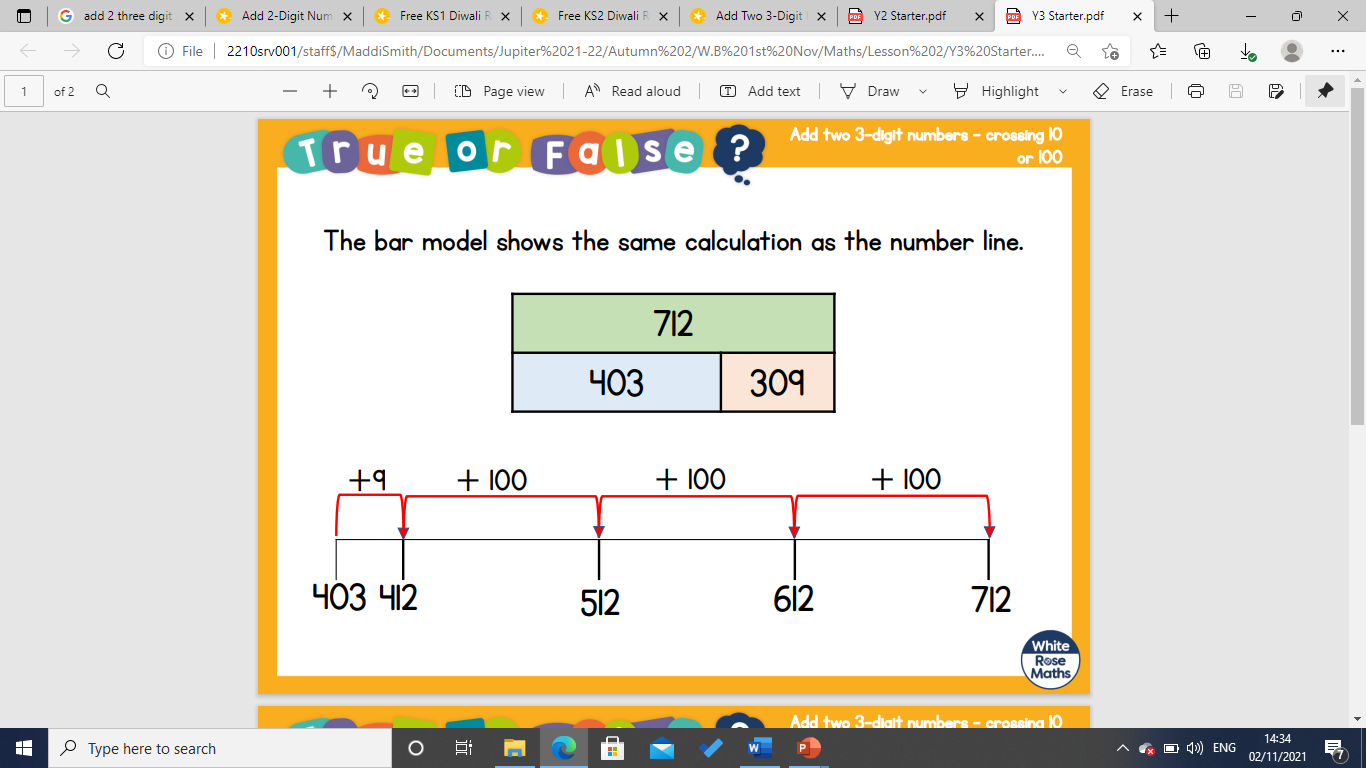 add 2 three digit
Add 2-Digit Num
Free KS1 Diwali R
Free KS2 Diwali R
Add Two 3-Digit
Y2 Starter.pdf
Y3 Starter.pdf
File
2210srv001/staff$/MaddiSmith/Documents/Jupiter%2021-22/Autumn%202/W.B%201st%20Nov/Maths/Lesson%202/Y3%20Starter....
1 of 2
Page view
Read aloud
Add text
Draw
Highlight
Erase
True or False ?
Add two 3-digit numbers - crossing 10
or 100
The bar model shows the same calculation as the number line.
712
403 309
+9 + 100 + 100 + 100
403 412 512 612 712
White
Rose
Maths
Add two 3-digit numbers - crossing 10
Type here to search
ENG
14:34
02/11/2021
7